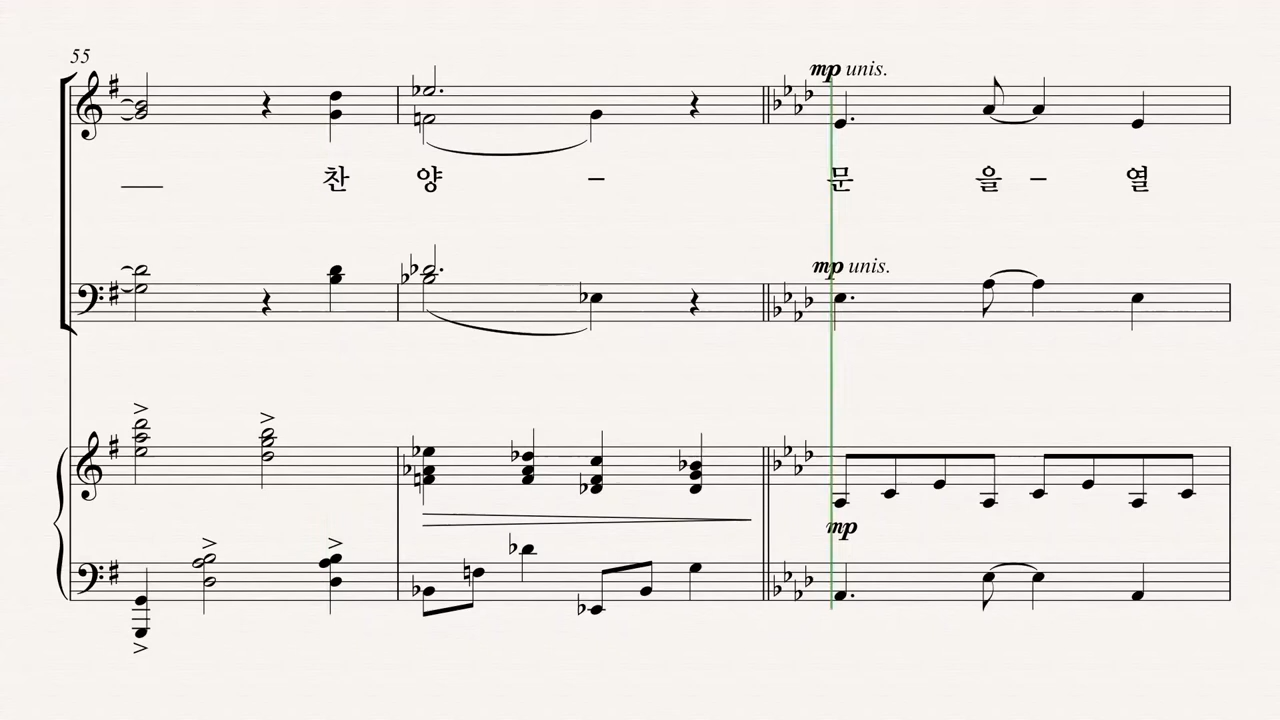 55
mp unis.
찬 양 – 문 을 – 열
mp unis.
mp